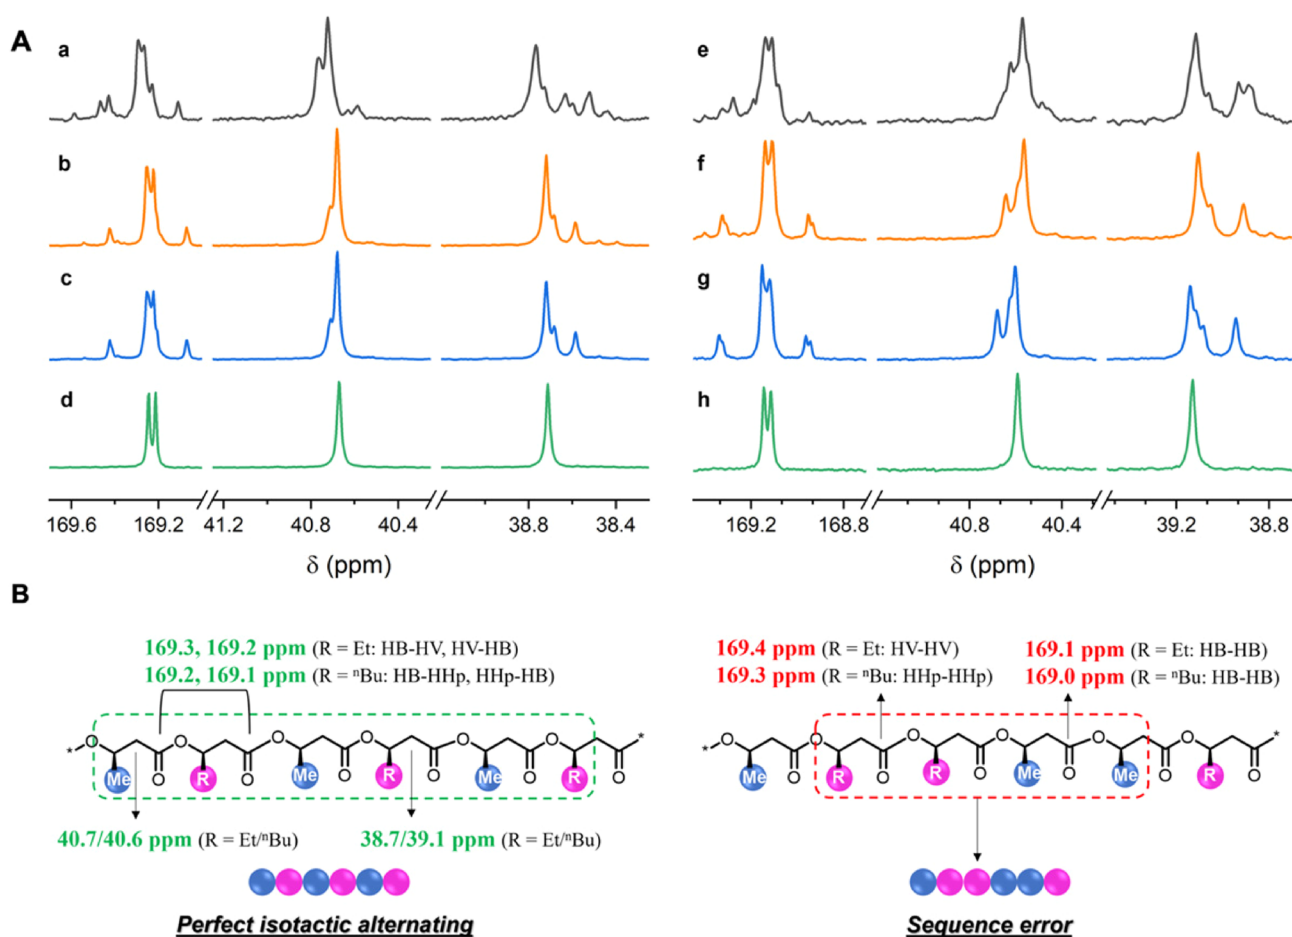 A
a
b
c
d
169.6 169.2 41.2 40.8 40.4 38.8 38.4
δ (ppm)
e
f
g
h
169.2 168.8 40.8 40.4 39.2 38.8
δ (ppm)
B
169.3, 169.2 ppm (R = Et: HB-HV, HV-HB)
169.2, 169.1 ppm (R = ⁿBu: HB-HHp, HHp-HB)
* O Me O O R O O Me O O R O O Me O O R O *
40.7/40.6 ppm (R = Et/ⁿBu)
38.7/39.1 ppm (R = Et/ⁿBu)
Perfect isotactic alternating
169.4 ppm (R = Et: HV-HV)
169.3 ppm (R = ⁿBu: HHp-HHp)
169.1 ppm (R = Et: HB-HB)
169.0 ppm (R = ⁿBu: HB-HB)
* O Me O O R O O R O O Me O O Me O O R O *
Sequence error